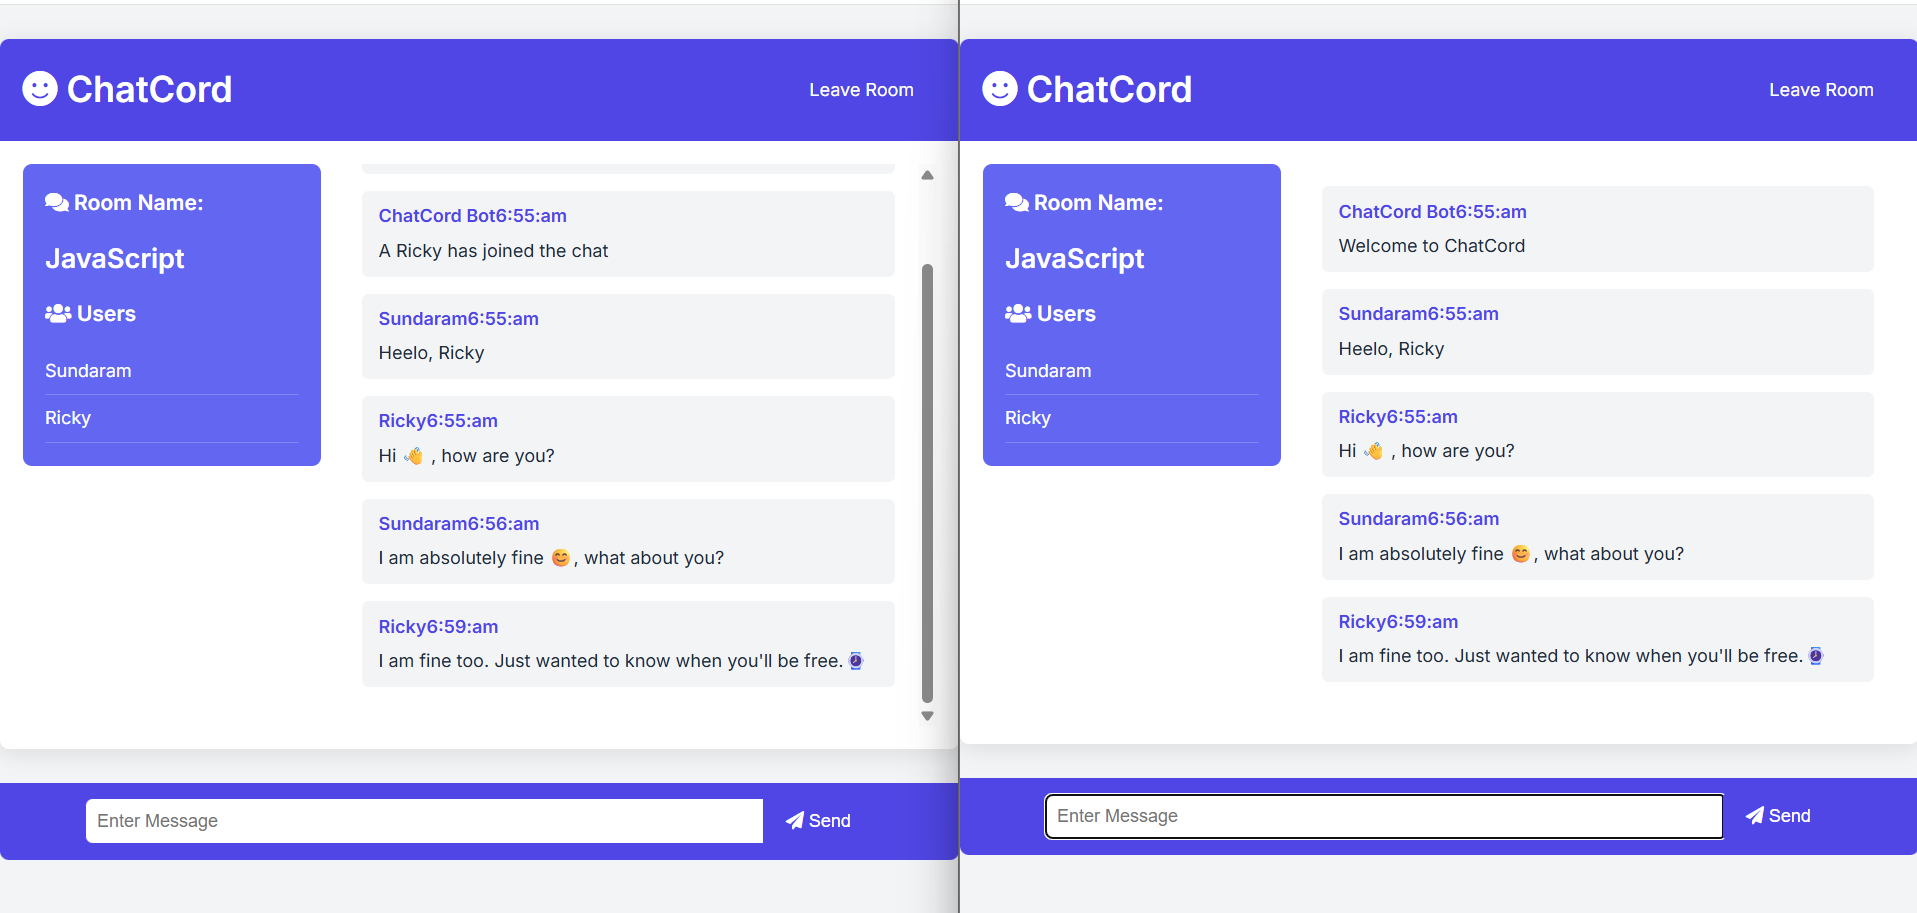 ChatCord
Leave Room
Room Name:
JavaScript
Users
Sundaram
Ricky
ChatCord Bot6:55:am
A Ricky has joined the chat
Sundaram6:55:am
Heelo, Ricky
Ricky6:55:am
Hi 👋 , how are you?
Sundaram6:56:am
I am absolutely fine 😊, what about you?
Ricky6:59:am
I am fine too. Just wanted to know when you'll be free.⌚
Enter Message
Send
ChatCord
Leave Room
Room Name:
JavaScript
Users
Sundaram
Ricky
ChatCord Bot6:55:am
Welcome to ChatCord
Sundaram6:55:am
Heelo, Ricky
Ricky6:55:am
Hi 👋 , how are you?
Sundaram6:56:am
I am absolutely fine 😊, what about you?
Ricky6:59:am
I am fine too. Just wanted to know when you'll be free.⌚
Enter Message
Send